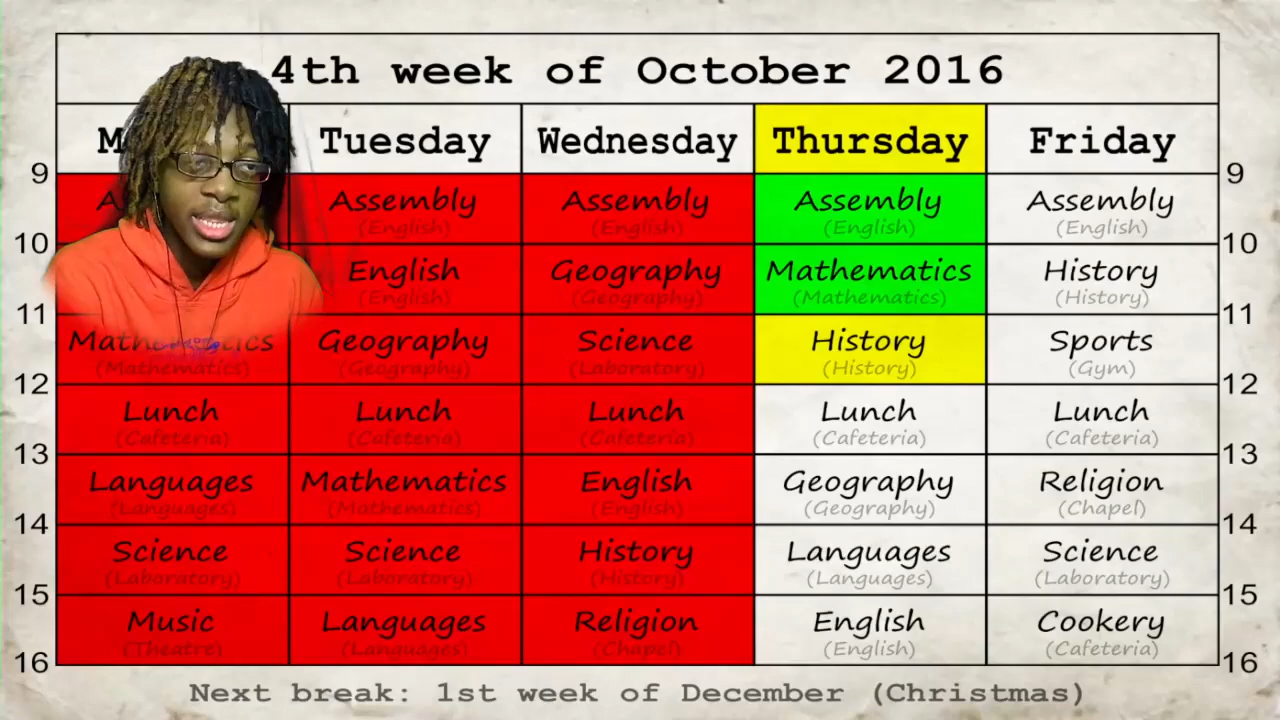 4th week of October 2016
M Tuesday Wednesday Thursday Friday
9 9
A Assembly Assembly Assembly Assembly
(English) (English) (English) (English)
10 10
English Geography Mathematics History
(English) (Geography) (Mathematics) (History)
11 11
Mathematics Geography Science History Sports
(Mathematics) (Geography) (Laboratory) (History) (Gym)
12 12
Lunch Lunch Lunch Lunch Lunch
(Cafeteria) (Cafeteria) (Cafeteria) (Cafeteria) (Cafeteria)
13 13
Languages Mathematics English Geography Religion
(Languages) (Mathematics) (English) (Geography) (Chapel)
14 14
Science Science History Languages Science
(Laboratory) (Laboratory) (History) (Languages) (Laboratory)
15 15
Music Languages Religion English Cookery
(Theatre) (Languages) (Chapel) (English) (Cafeteria)
16 16
Next break: 1st week of December (Christmas)